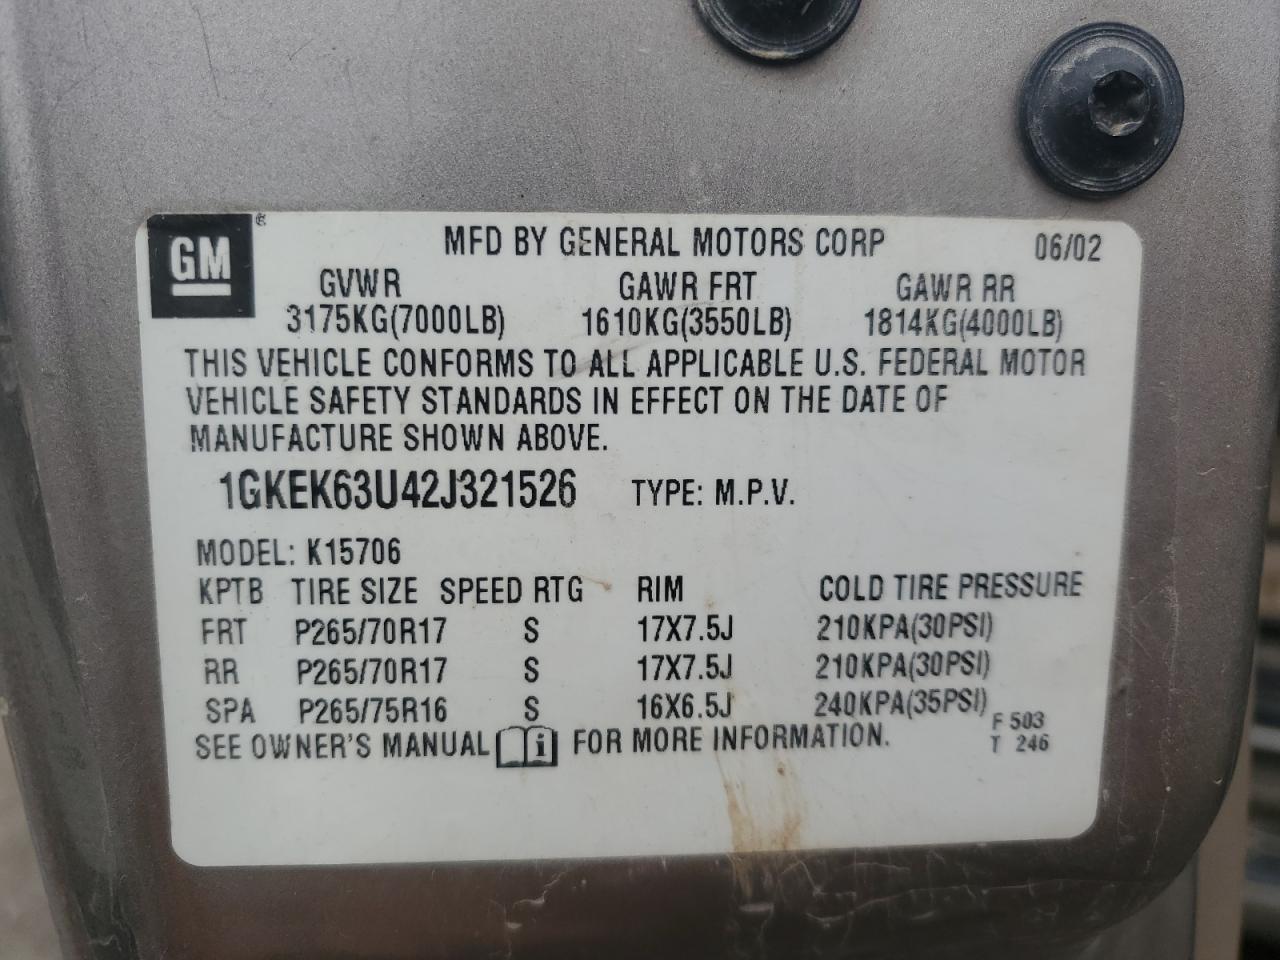 GM
MFD BY GENERAL MOTORS CORP 06/02
GVWR GAWR FRT GAWR RR
3175KG(7000LB) 1610KG(3550LB) 1814KG(4000LB)
THIS VEHICLE CONFORMS TO ALL APPLICABLE U.S. FEDERAL MOTOR
VEHICLE SAFETY STANDARDS IN EFFECT ON THE DATE OF
MANUFACTURE SHOWN ABOVE.
1GKEK63U42J321526 TYPE: M.P.V.
MODEL: K15706
KPTB TIRE SIZE SPEED RTG RIM COLD TIRE PRESSURE
FRT P265/70R17 S 17X7.5J 210KPA(30PSI)
RR P265/70R17 S 17X7.5J 210KPA(30PSI)
SPA P265/75R16 S 16X6.5J 240KPA(35PSI)
F 503
SEE OWNER'S MANUAL i FOR MORE INFORMATION. T 246